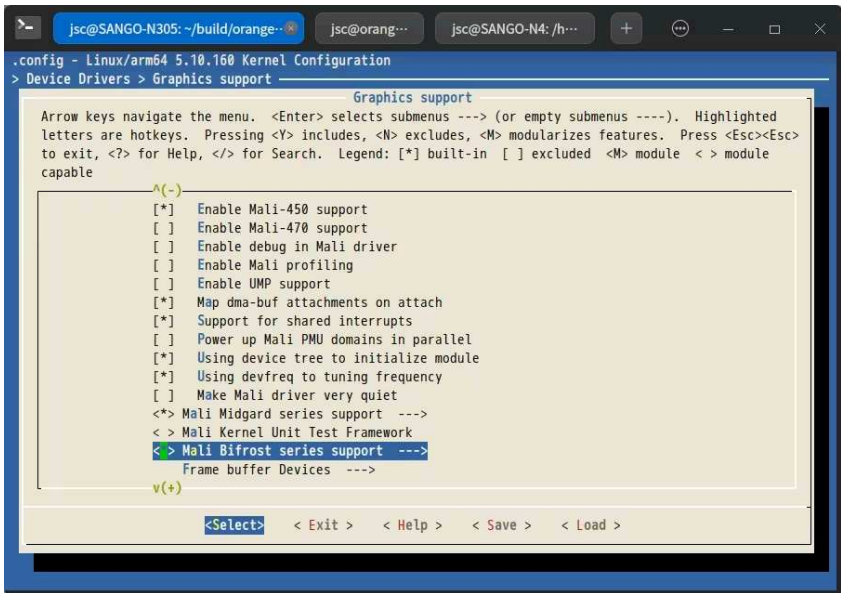 jsc@SANGO-N305: ~/build/orange··· jsc@orang··· jsc@SANGO-N4: /h···
.config - Linux/arm64 5.10.160 Kernel Configuration
> Device Drivers > Graphics support
Graphics support
Arrow keys navigate the menu.  <Enter> selects submenus ---> (or empty submenus ----).  Highlighted
letters are hotkeys.  Pressing <Y> includes, <N> excludes, <M> modularizes features.  Press <Esc><Esc>
to exit, <?> for Help, </> for Search.  Legend: [*] built-in  [ ] excluded  <M> module  < > module
capable
^(-)
[*]   Enable Mali-450 support
[ ]   Enable Mali-470 support
[ ]   Enable debug in Mali driver
[ ]   Enable Mali profiling
[ ]   Enable UMP support
[*]   Map dma-buf attachments on attach
[*]   Support for shared interrupts
[ ]   Power up Mali PMU domains in parallel
[*]   Using device tree to initialize module
[*]   Using devfreq to tuning frequency
[ ]   Make Mali driver very quiet
<*> Mali Midgard series support  --->
< > Mali Kernel Unit Test Framework
< > Mali Bifrost series support  --->
Frame buffer Devices  --->
v(+)
<Select>    < Exit >    < Help >    < Save >    < Load >